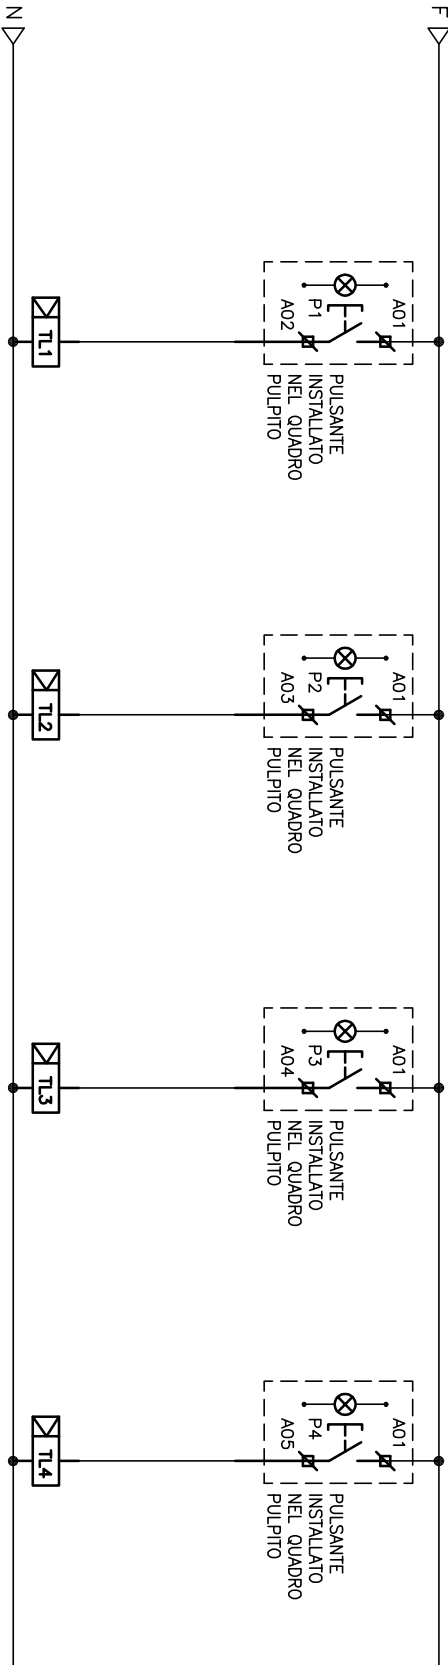 F
N
A01
P1
A02
PULSANTE
INSTALLATO
NEL QUADRO
PULPITO
TL1
A01
P2
A03
PULSANTE
INSTALLATO
NEL QUADRO
PULPITO
TL2
A01
P3
A04
PULSANTE
INSTALLATO
NEL QUADRO
PULPITO
TL3
A01
P4
A05
PULSANTE
INSTALLATO
NEL QUADRO
PULPITO
TL4